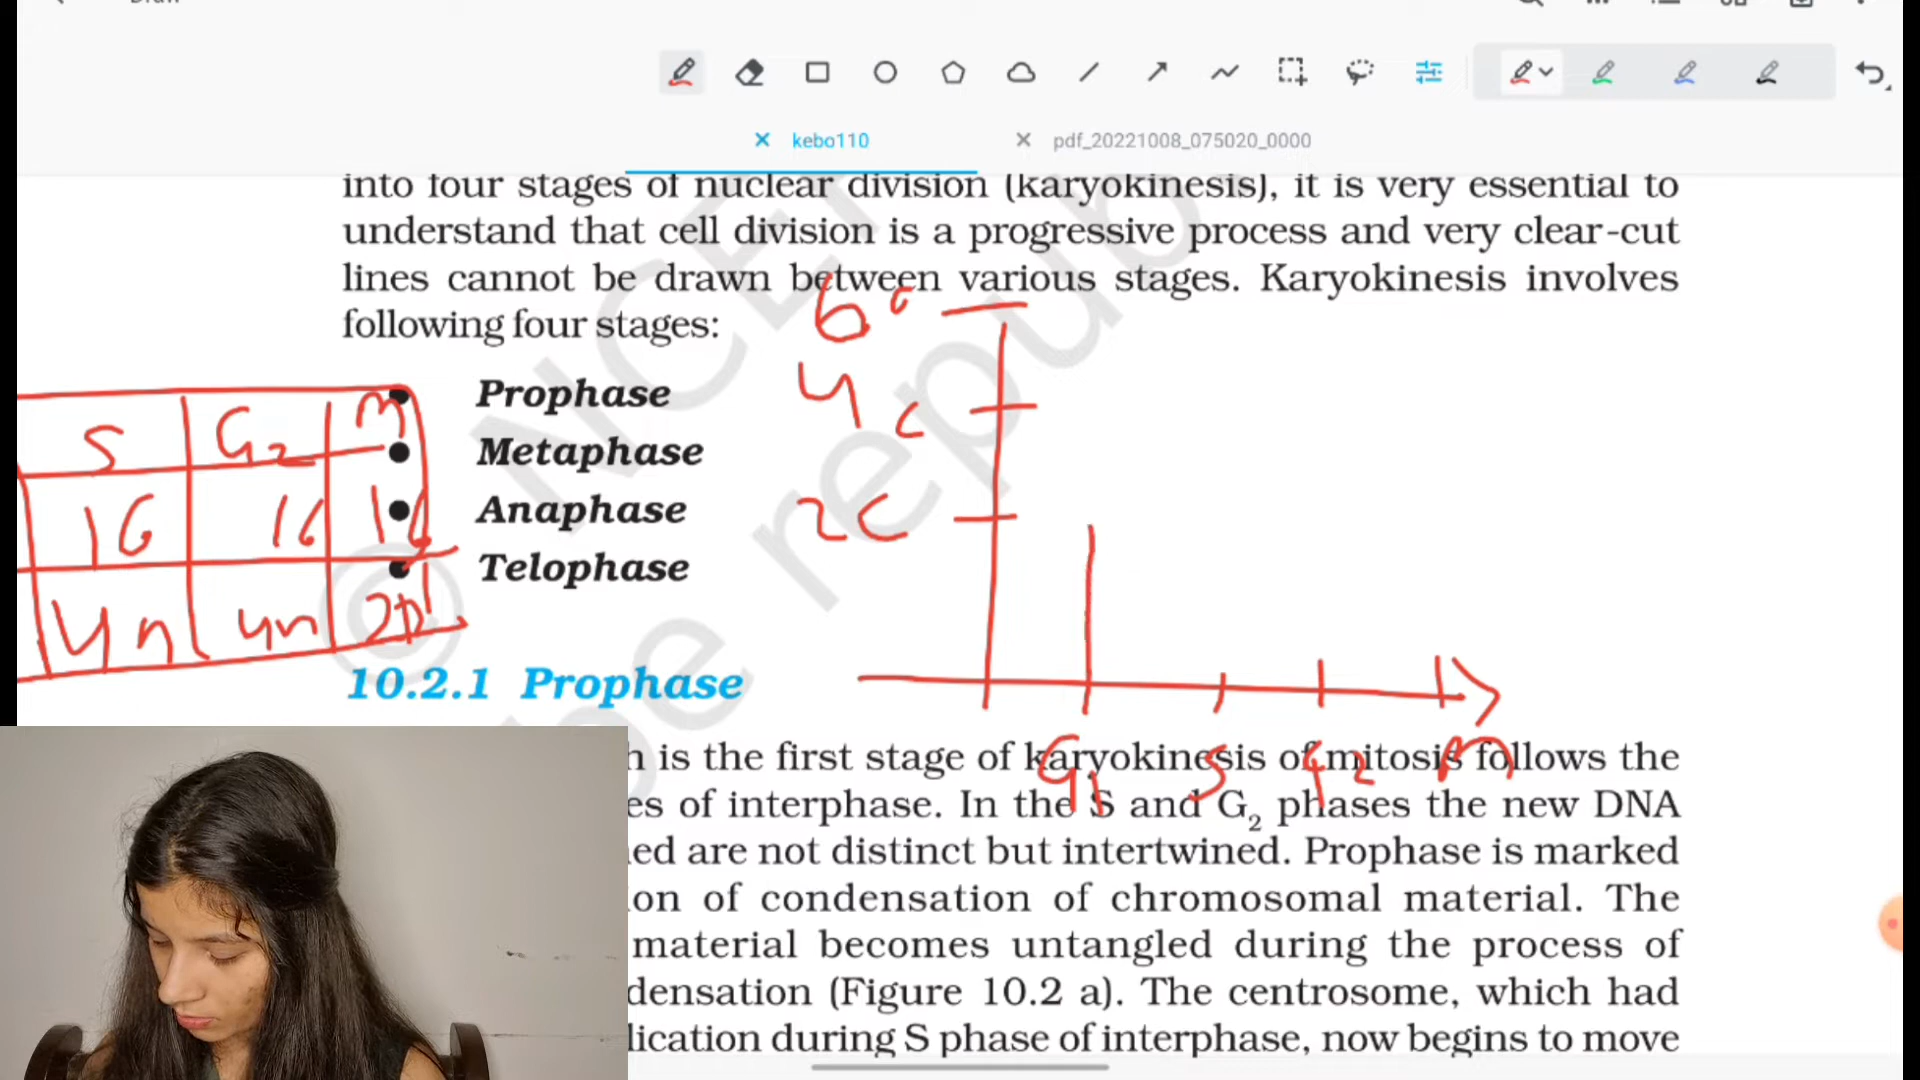 kebo110
pdf_20221008_075020_0000
into four stages of nuclear division (karyokinesis), it is very essential to
understand that cell division is a progressive process and very clear-cut
lines cannot be drawn between various stages. Karyokinesis involves
following four stages:
Prophase
Metaphase
Anaphase
Telophase
S G2 M
16 16 16
4n 4n 2n
6c
4c
2c
G1 S G2 M
10.2.1 Prophase
is the first stage of karyokinesis of mitosis follows the
of interphase. In the S and G2 phases the new DNA
are not distinct but intertwined. Prophase is marked
of condensation of chromosomal material. The
material becomes untangled during the process of
(Figure 10.2 a). The centrosome, which had
during S phase of interphase, now begins to move